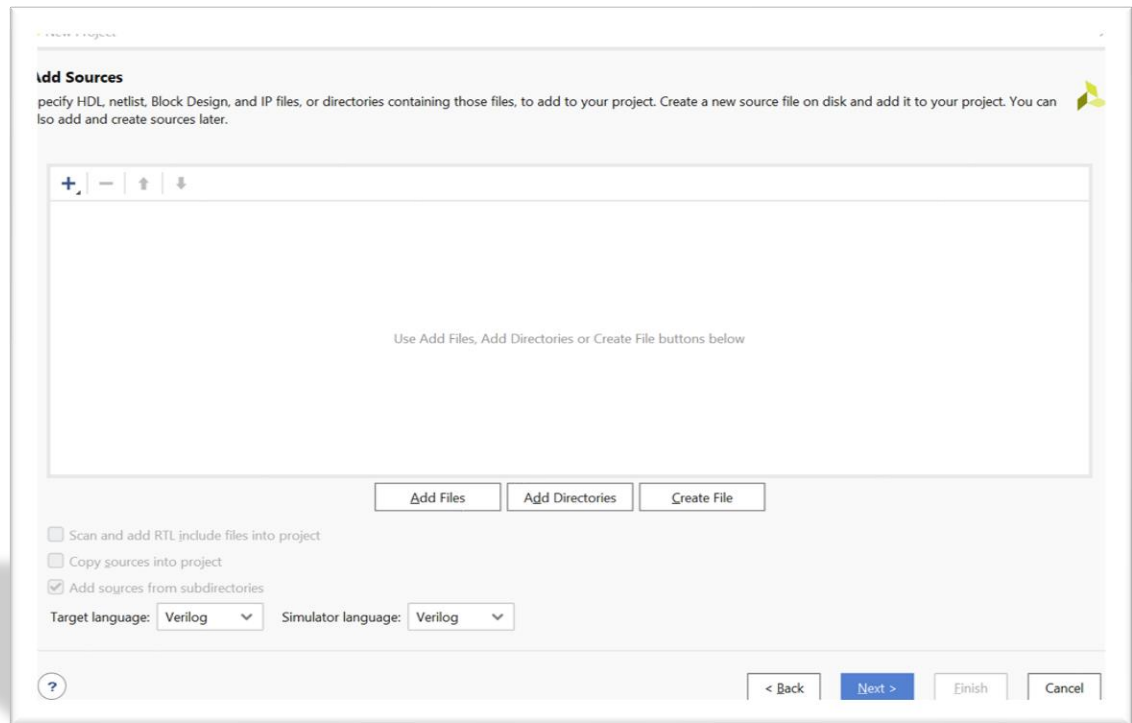 New Project
Add Sources
pecify HDL, netlist, Block Design, and IP files, or directories containing those files, to add to your project. Create a new source file on disk and add it to your project. You can
lso add and create sources later.
Use Add Files, Add Directories or Create File buttons below
Add Files Add Directories Create File
Scan and add RTL include files into project
Copy sources into project
Add sources from subdirectories
Target language: Verilog Simulator language: Verilog
? < Back Next > Finish Cancel